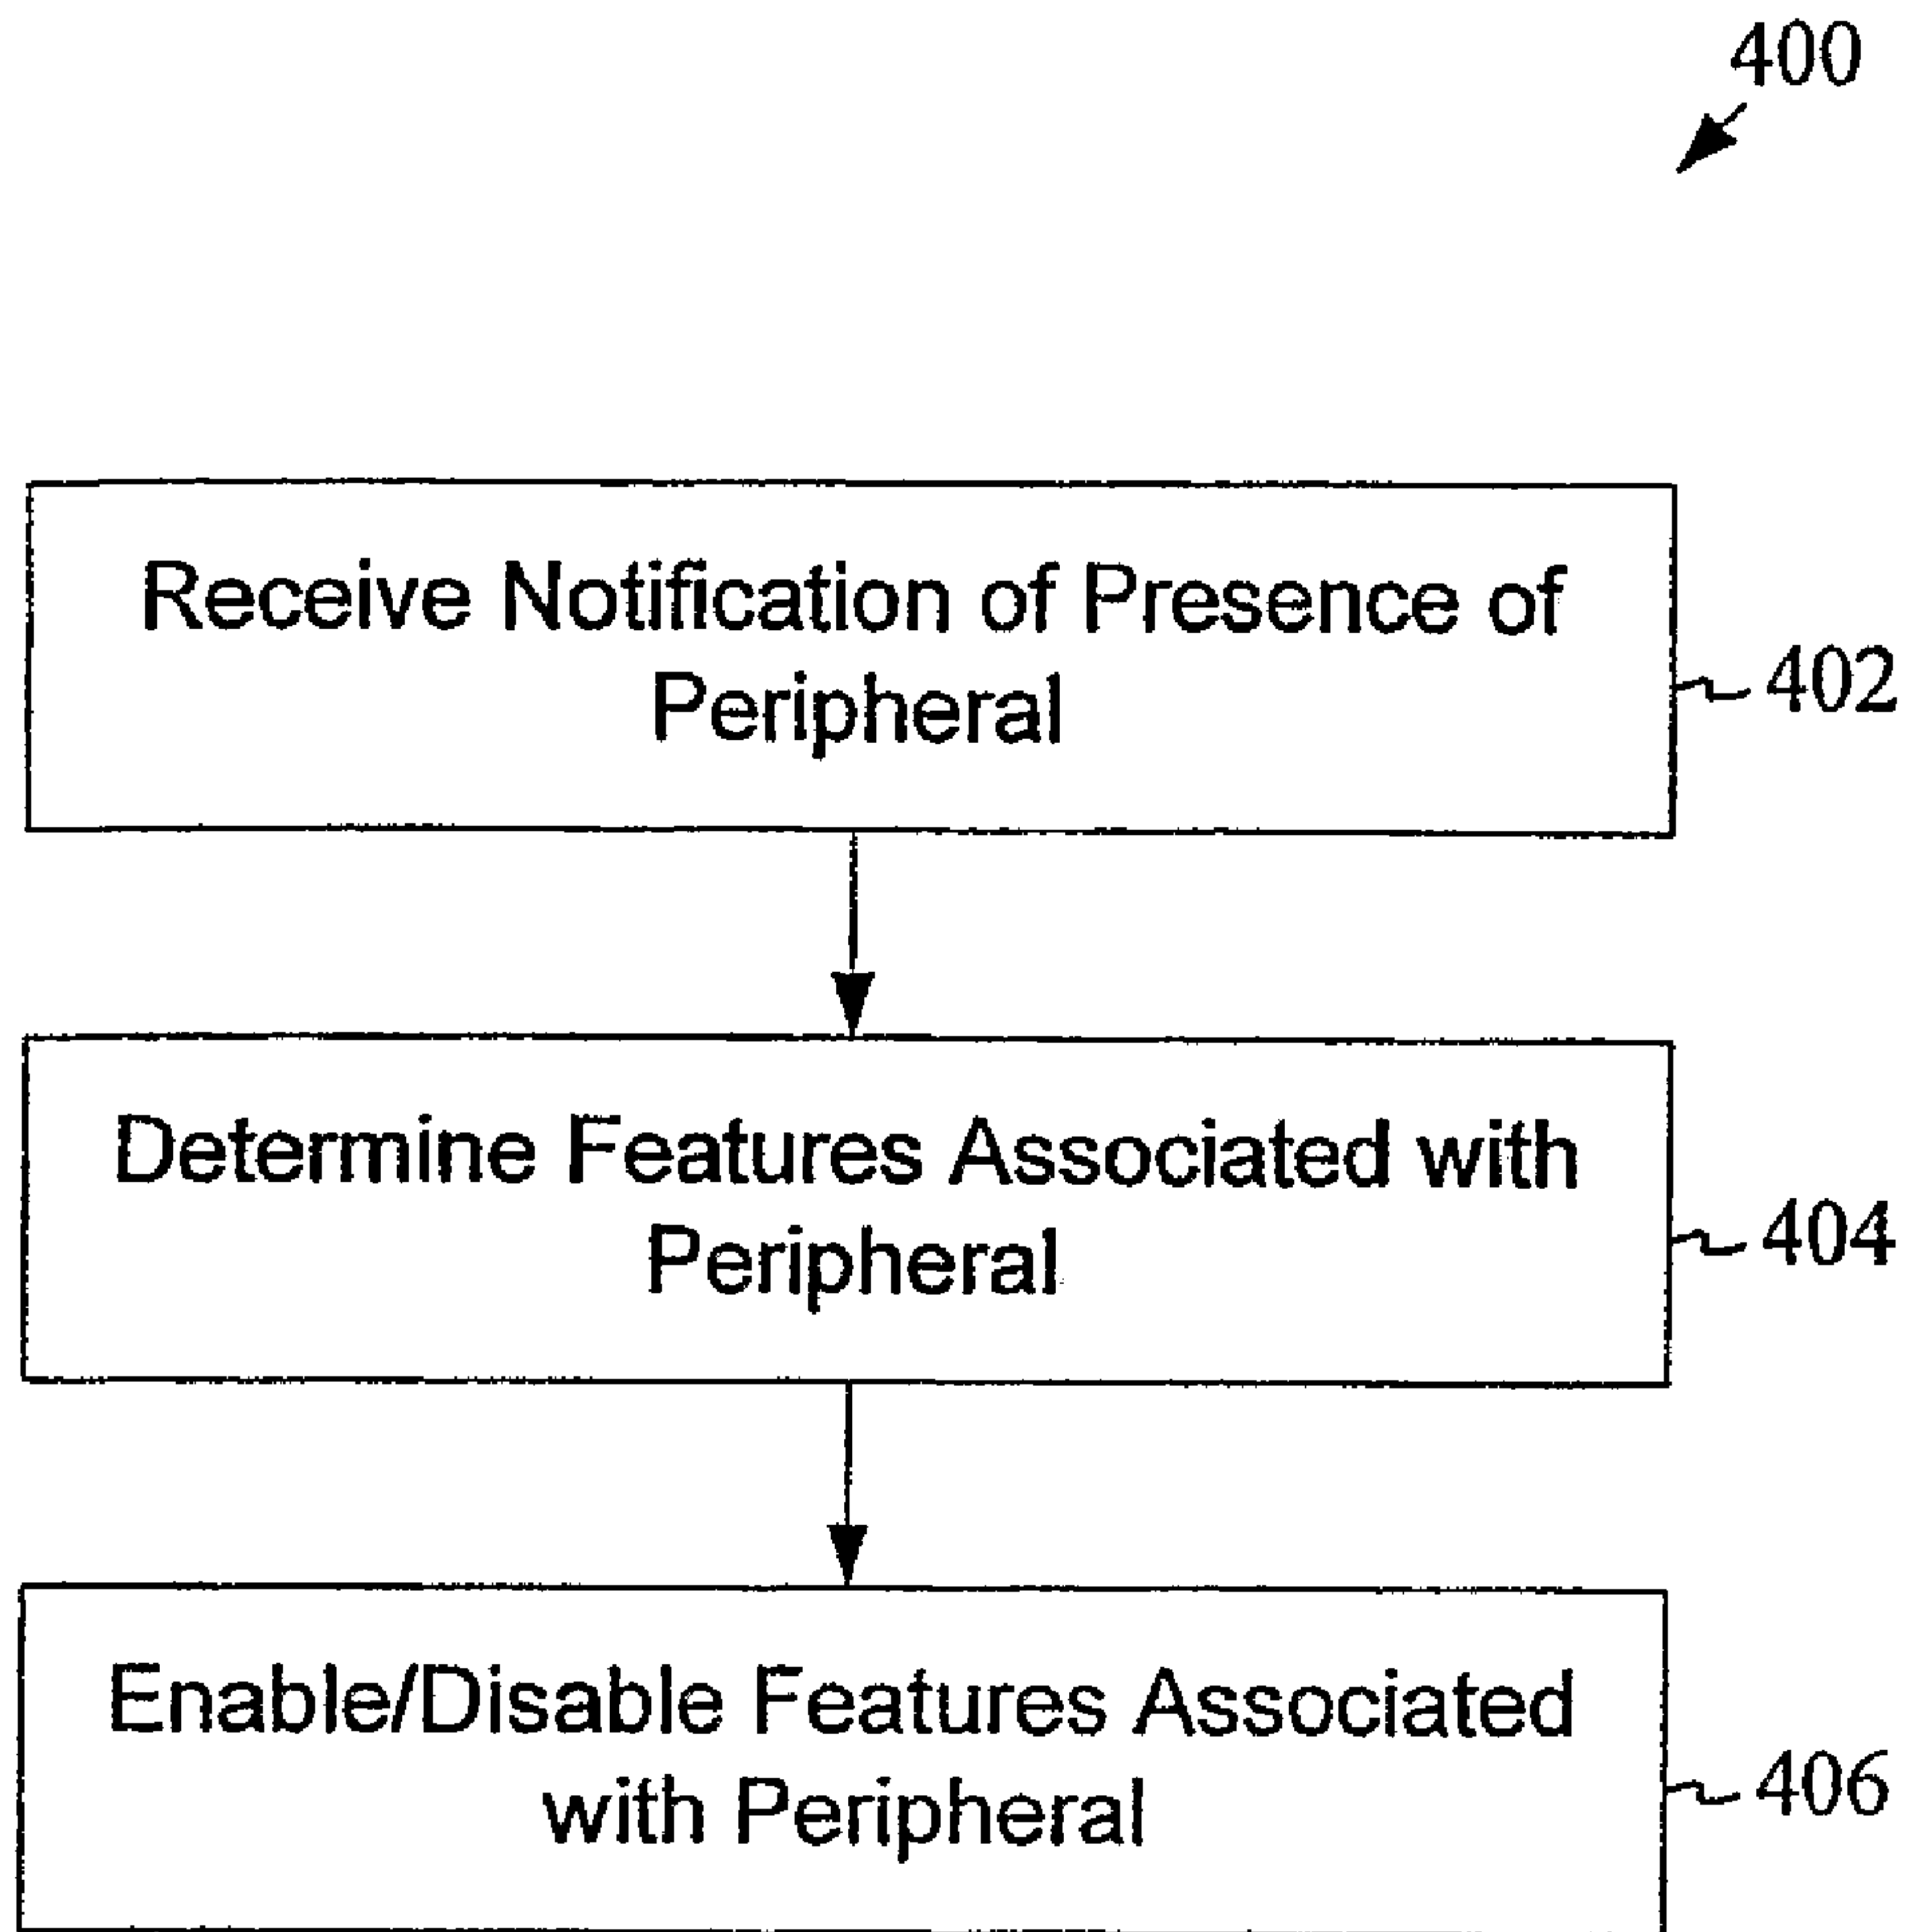 400
Receive Notification of Presence of
Peripheral
402
Determine Features Associated with
Peripheral
404
Enable/Disable Features Associated
with Peripheral
406